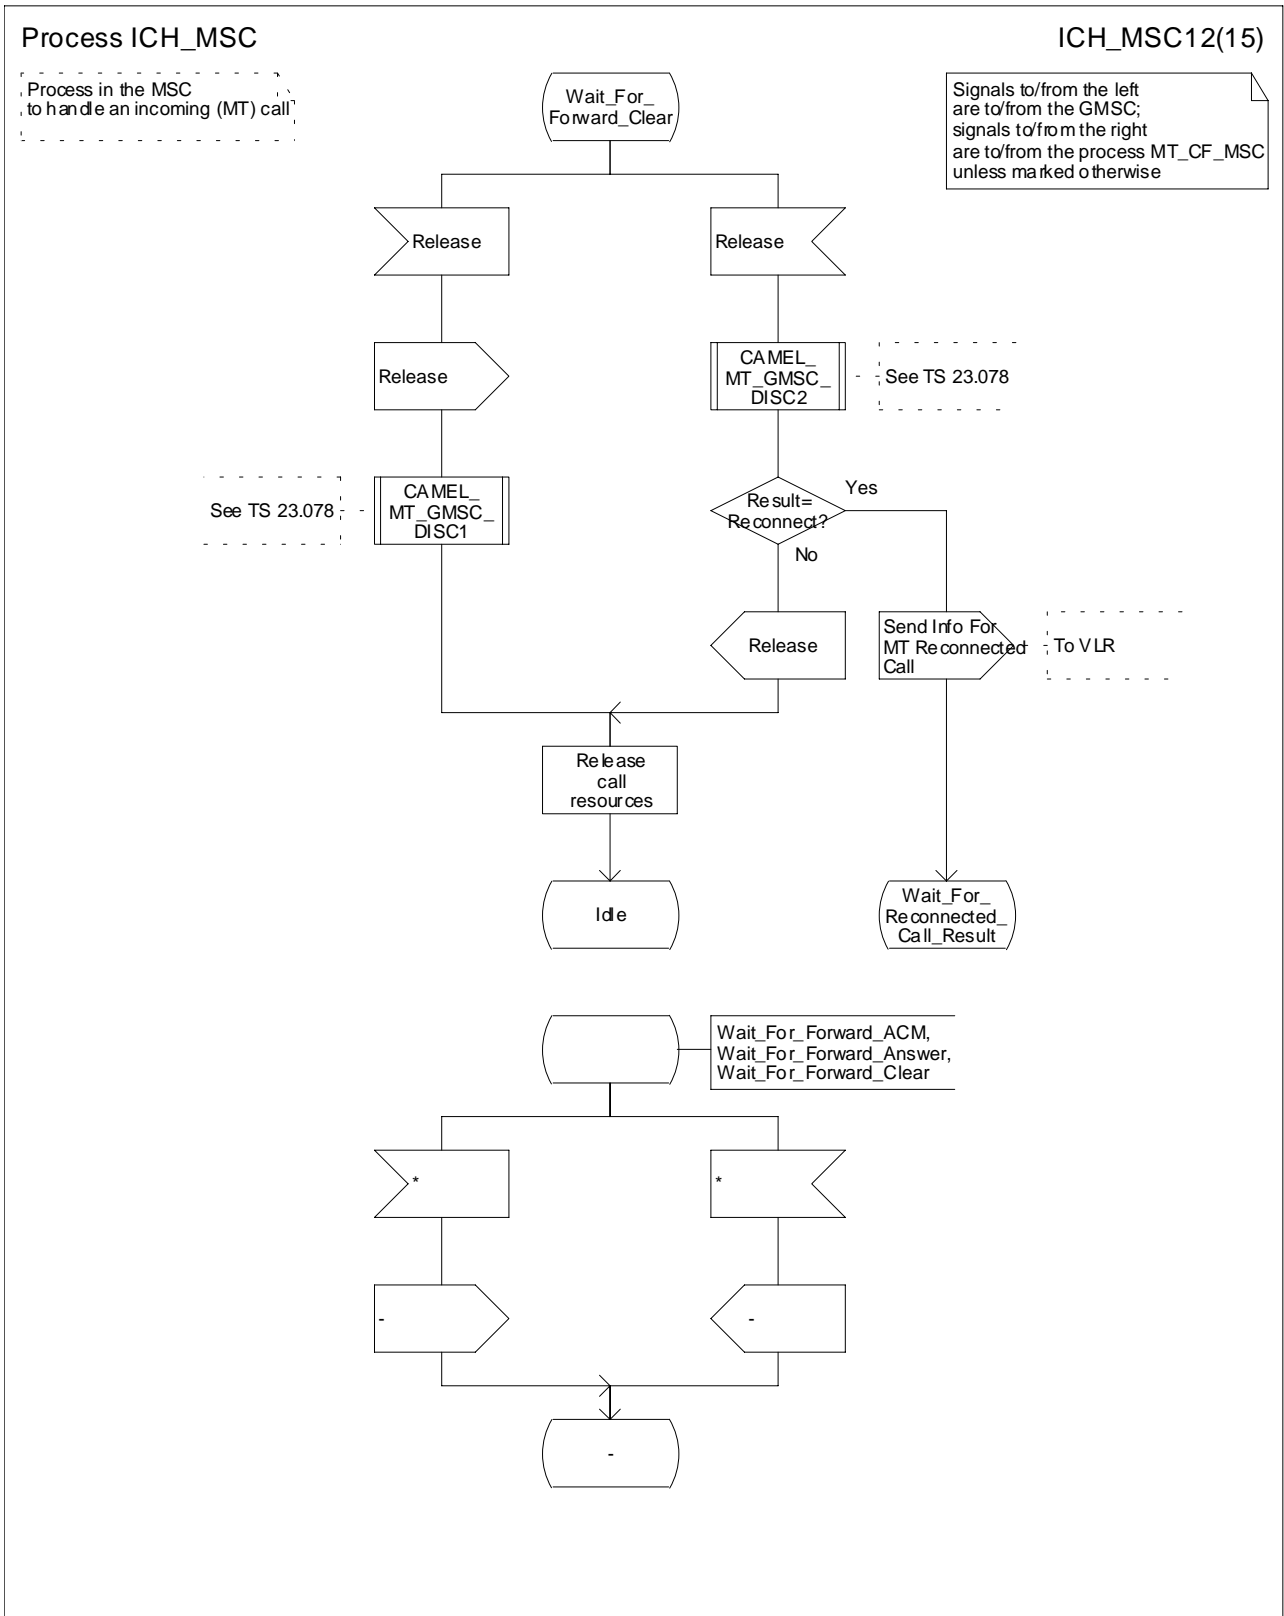 Process ICH_MSC
ICH_MSC12(15)
Process in the MSC
to handle an incoming (MT) call
Signals to/from the left
are to/from the GMSC;
signals to/from the right
are to/from the process MT_CF_MSC
unless marked otherwise
Wait_For_
Forward_Clear
Release
Release
Release
CAMEL_
MT_GMSC_
DISC2
See TS 23.078
See TS 23.078
CAMEL_
MT_GMSC_
DISC1
Result=
Reconnect?
Yes
No
Release
Send Info For
MT Reconnected
Call
To VLR
Release
call
resources
Idle
Wait_For_
Reconnected_
Call_Result
Wait_For_Forward_ACM,
Wait_For_Forward_Answer,
Wait_For_Forward_Clear
*
*
-
-
-